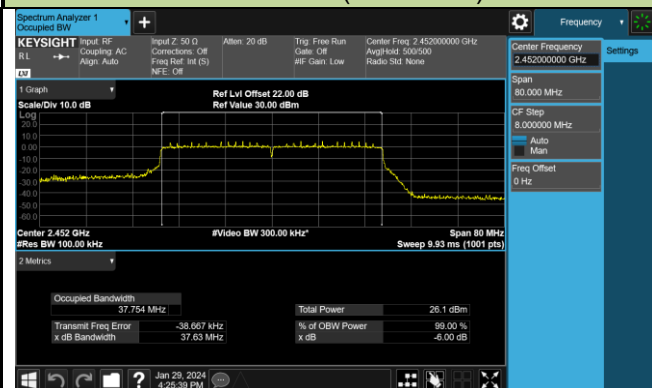 Spectrum Analyzer 1
Occupied BW
Frequency
KEYSIGHT
Input: RF
Coupling: AC
Align: Auto
Input Z: 50 Ω
Corrections: Off
Freq Ref: Int (S)
NFE: Off
Atten: 20 dB
Trig: Free Run
Gate: Off
#IF Gain: Low
Center Freq: 2.452000000 GHz
Avg|Hold: 500/500
Radio Std: None
RL
LXI
Center Frequency
2.452000000 GHz
Settings
Span
80.000 MHz
CF Step
8.000000 MHz
Auto
Man
Freq Offset
0 Hz
1 Graph
Scale/Div 10.0 dB
Ref Lvl Offset 22.00 dB
Ref Value 30.00 dBm
Log
20.0
10.0
0.00
-10.0
-20.0
-30.0
-40.0
-50.0
-60.0
Center 2.452 GHz
#Res BW 100.00 kHz
#Video BW 300.00 kHz*
Span 80 MHz
Sweep 9.93 ms (1001 pts)
2 Metrics
Occupied Bandwidth
37.754 MHz
Total Power 26.1 dBm
Transmit Freq Error -38.667 kHz
% of OBW Power 99.00 %
x dB Bandwidth 37.63 MHz
x dB -6.00 dB
?
Jan 29, 2024
4:25:39 PM